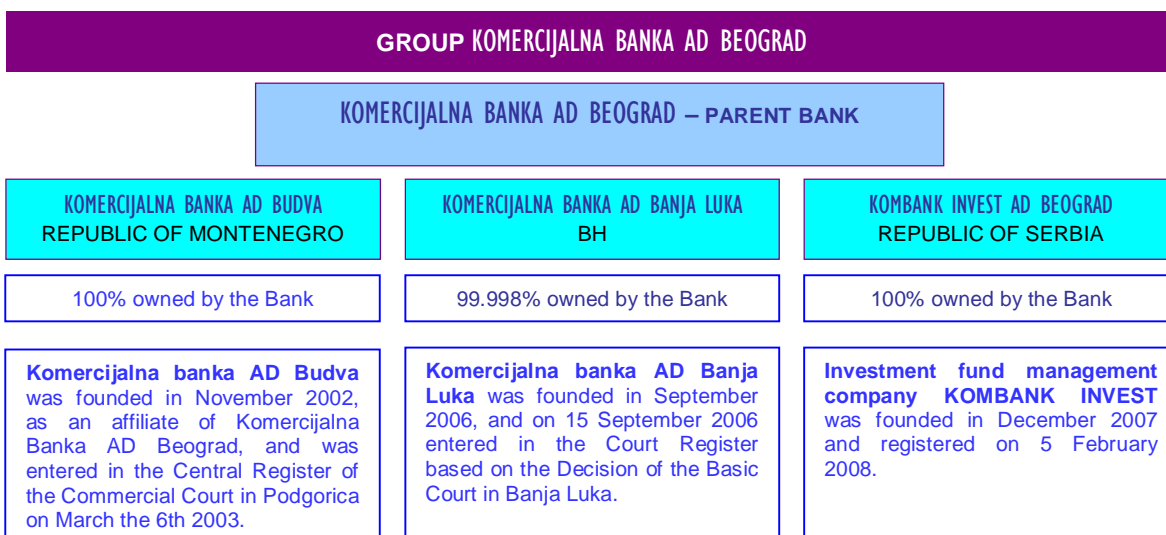 GROUP KOMERCIJALNA BANKA AD BEOGRAD
KOMERCIJALNA BANKA AD BEOGRAD – PARENT BANK
KOMERCIJALNA BANKA AD BUDVA
REPUBLIC OF MONTENEGRO
100% owned by the Bank
Komercijalna banka AD Budva
was founded in November 2002,
as an affiliate of Komercijalna
Banka AD Beograd, and was
entered in the Central Register of
the Commercial Court in Podgorica
on March the 6th 2003.
KOMERCIJALNA BANKA AD BANJA LUKA
BH
99.998% owned by the Bank
Komercijalna banka AD Banja
Luka was founded in September
2006, and on 15 September 2006
entered in the Court Register
based on the Decision of the Basic
Court in Banja Luka.
KOMBANK INVEST AD BEOGRAD
REPUBLIC OF SERBIA
100% owned by the Bank
Investment fund management
company KOMBANK INVEST
was founded in December 2007
and registered on 5 February
2008.